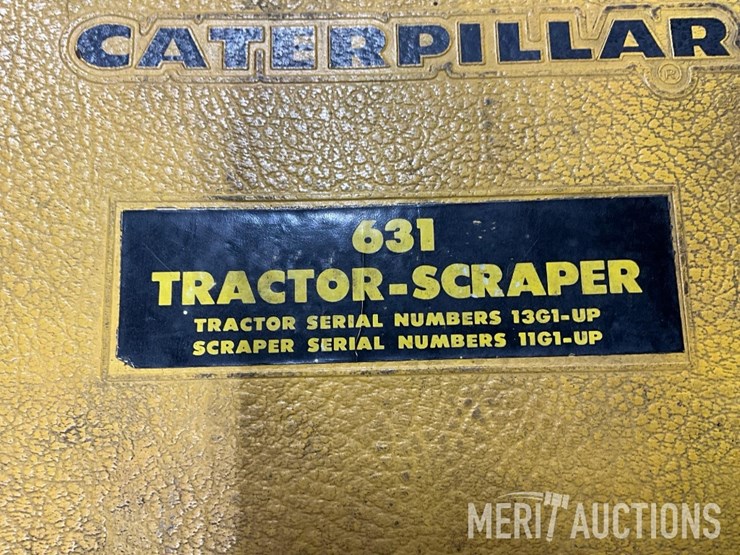 CATERPILLAR
®
631
TRACTOR-SCRAPER
TRACTOR SERIAL NUMBERS 13G1-UP
SCRAPER SERIAL NUMBERS 11G1-UP
MERIT AUCTIONS